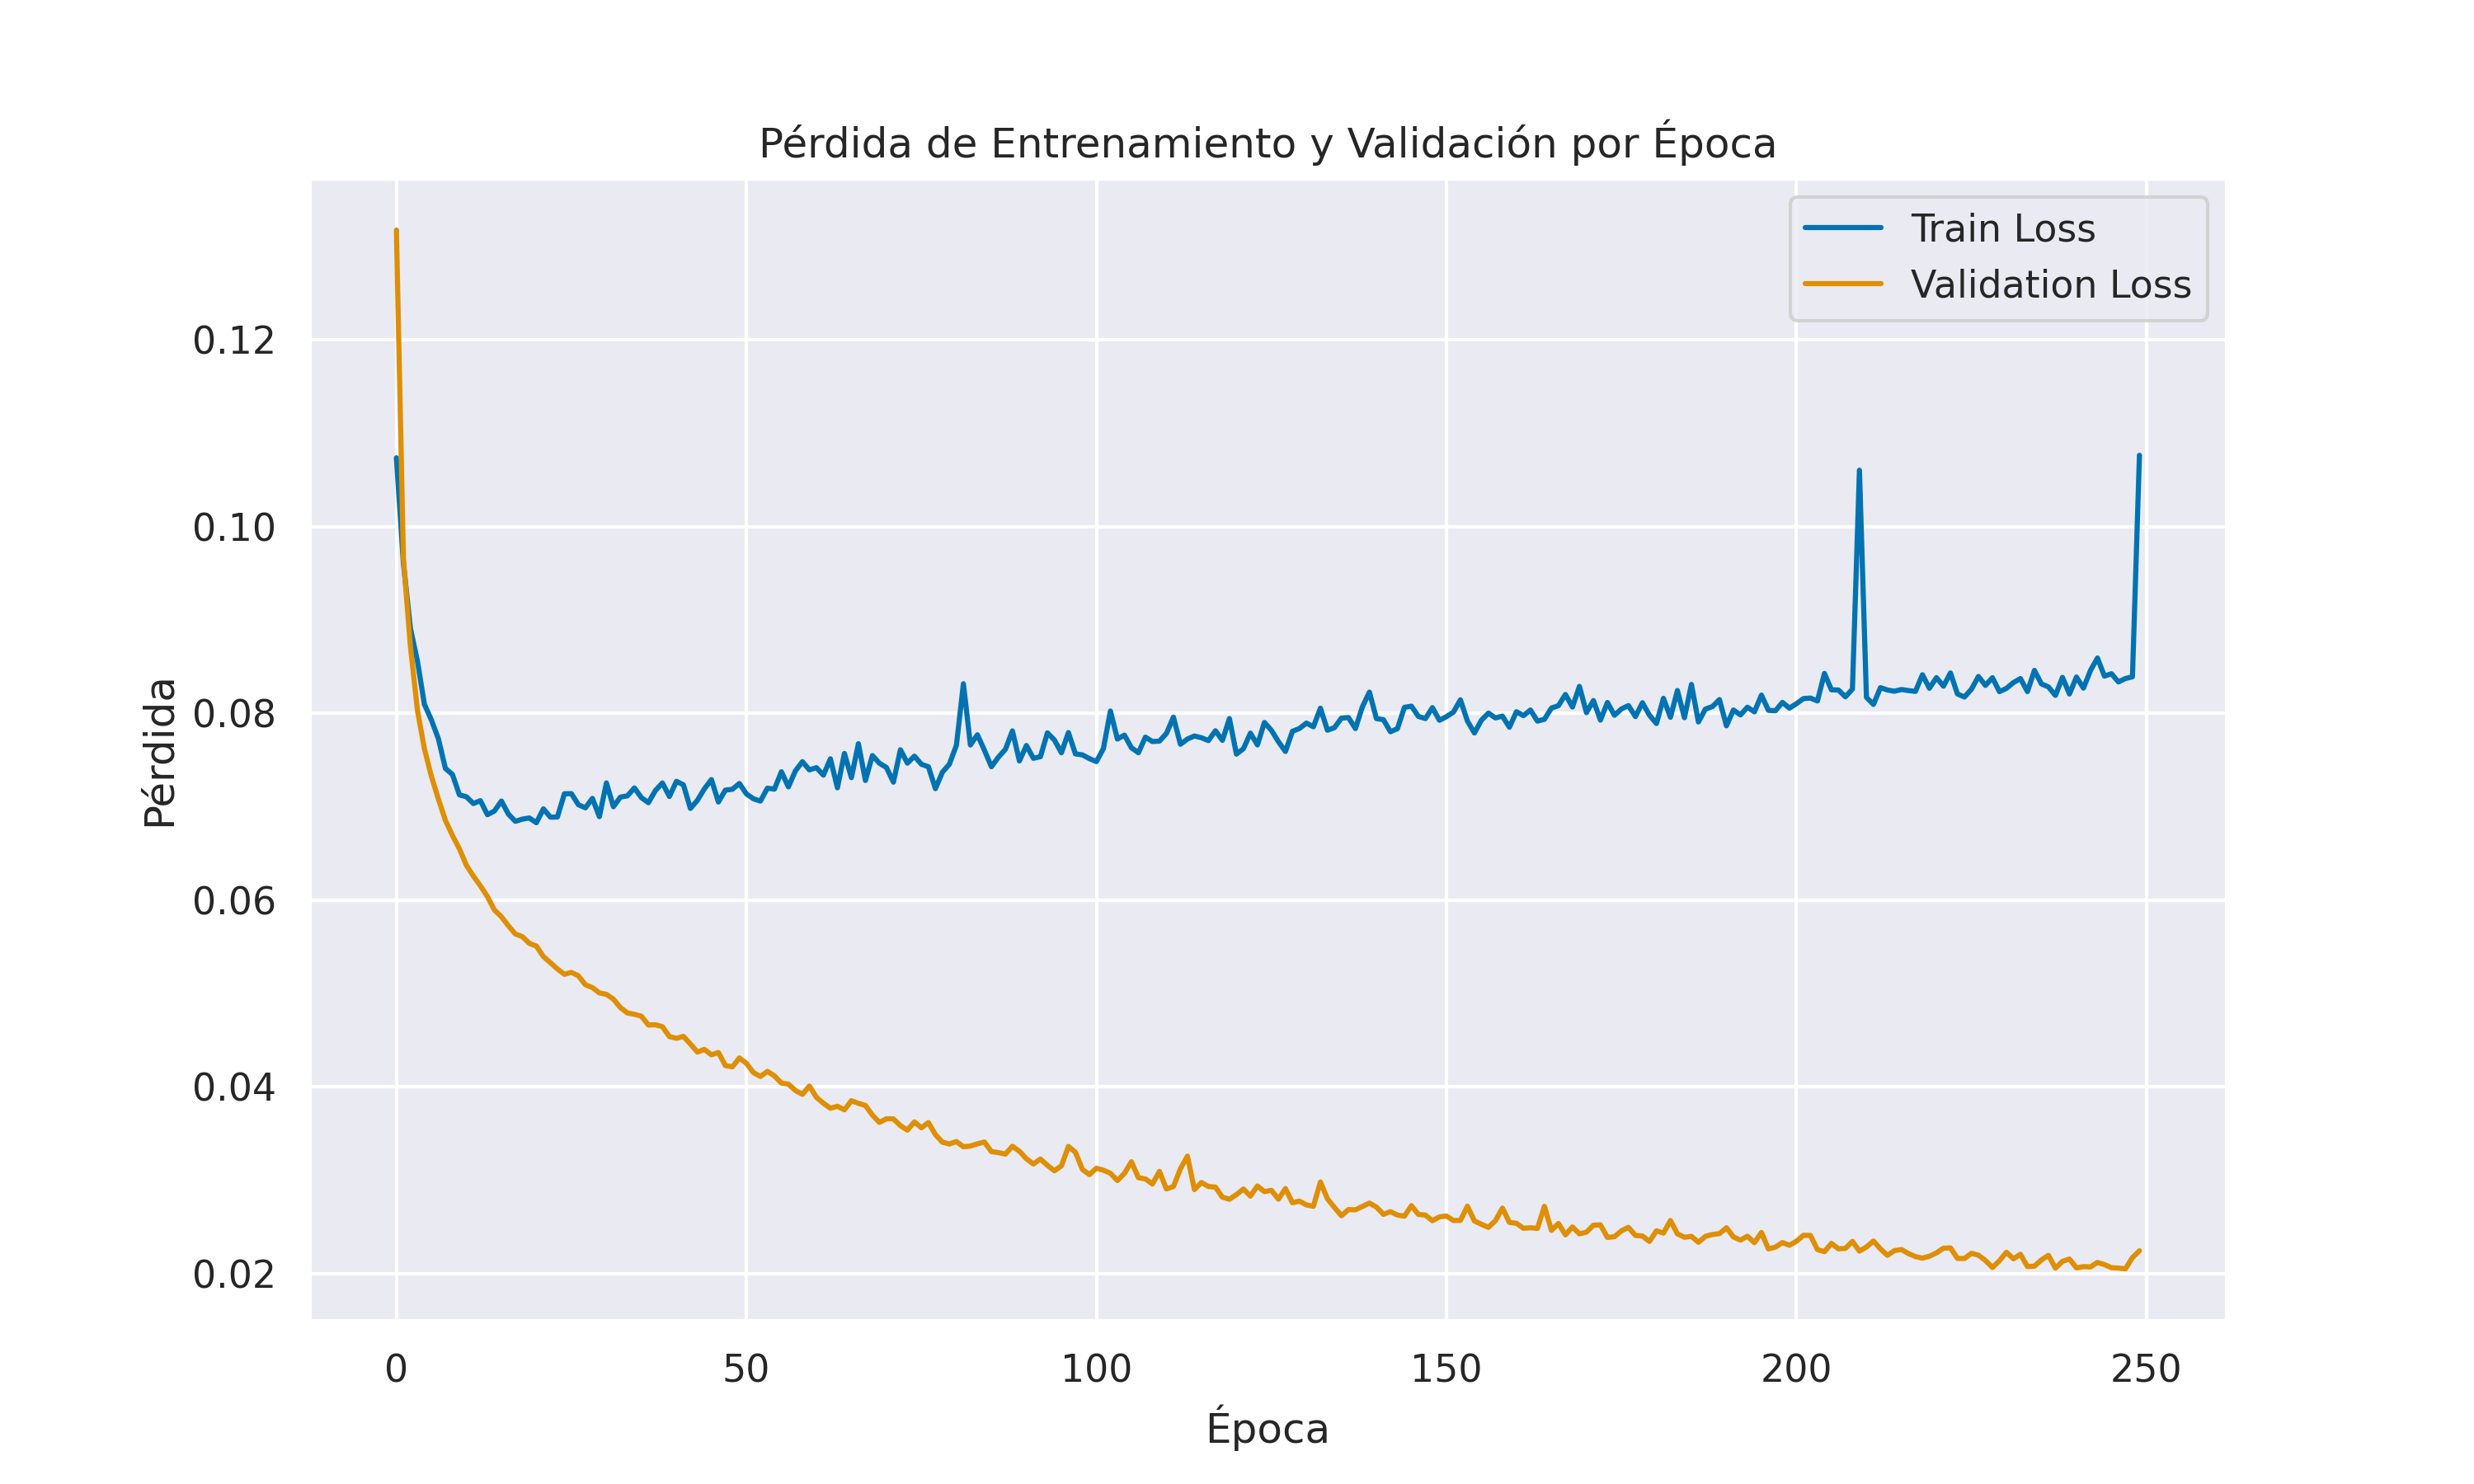 Pérdida de Entrenamiento y Validación por Época
Train Loss
Validation Loss
0.12
0.10
0.08
0.06
0.04
0.02
Pérdida
0 50 100 150 200 250
Época